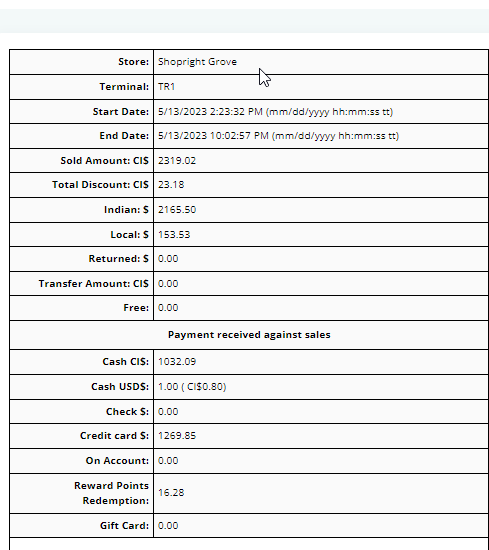 Store: Shopright Grove
Terminal: TR1
Start Date: 5/13/2023 2:23:32 PM (mm/dd/yyyy hh:mm:ss tt)
End Date: 5/13/2023 10:02:57 PM (mm/dd/yyyy hh:mm:ss tt)
Sold Amount: CI$ 2319.02
Total Discount: CI$ 23.18
Indian: $ 2165.50
Local: $ 153.53
Returned: $ 0.00
Transfer Amount: CI$ 0.00
Free: 0.00
Payment received against sales
Cash CI$: 1032.09
Cash USD$: 1.00 ( CI$0.80)
Check $: 0.00
Credit card $: 1269.85
On Account: 0.00
Reward Points
Redemption: 16.28
Gift Card: 0.00